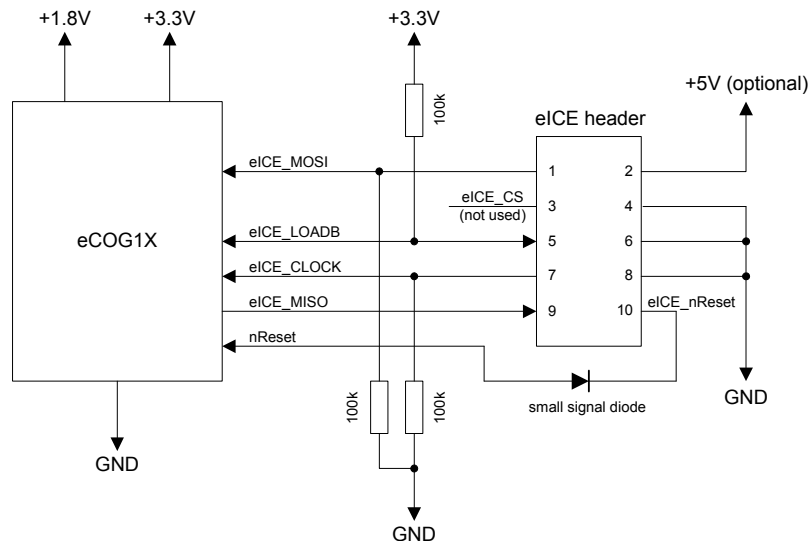 +1.8V
+3.3V
+3.3V
+5V (optional)
100k
eICE header
eICE_MOSI
1
2
eICE_CS
(not used)
3
4
eCOG1X
eICE_LOADB
5
6
eICE_CLOCK
7
8
eICE_MISO
9
10
eICE_nReset
nReset
small signal diode
100k
100k
GND
GND
GND